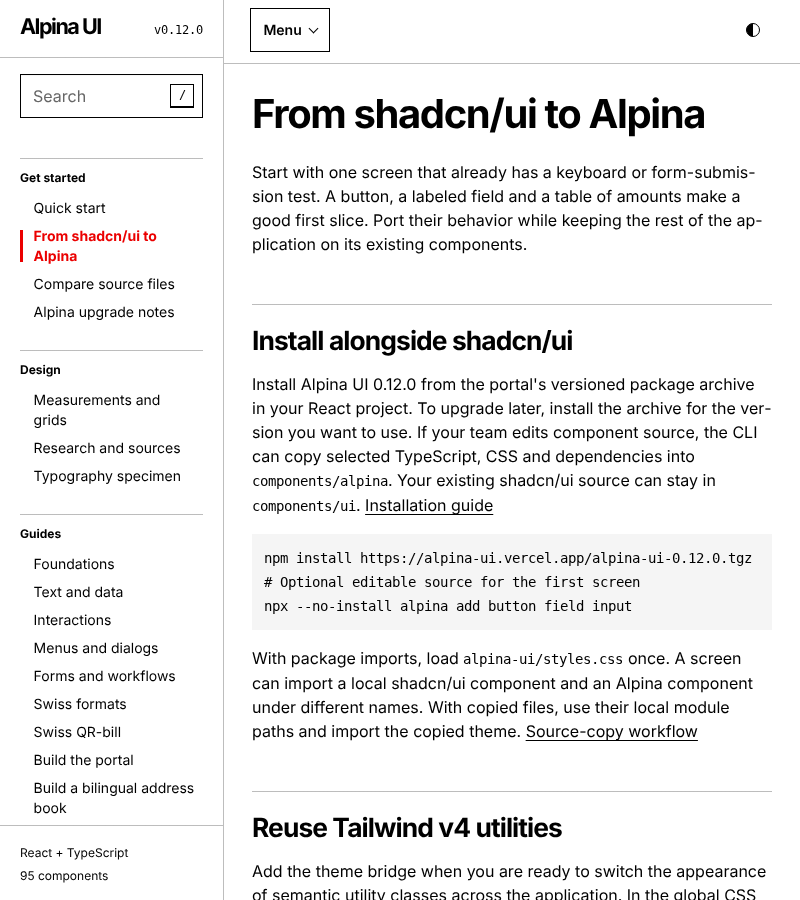 Alpina UI
v0.12.0
Search
/
Get started
Quick start
From shadcn/ui to
Alpina
Compare source files
Alpina upgrade notes
Design
Measurements and
grids
Research and sources
Typography specimen
Guides
Foundations
Text and data
Interactions
Menus and dialogs
Forms and workflows
Swiss formats
Swiss QR-bill
Build the portal
Build a bilingual address
book
React + TypeScript
95 components
Menu
From shadcn/ui to Alpina
Start with one screen that already has a keyboard or form-submis-
sion test. A button, a labeled field and a table of amounts make a
good first slice. Port their behavior while keeping the rest of the ap-
plication on its existing components.
Install alongside shadcn/ui
Install Alpina UI 0.12.0 from the portal's versioned package archive
in your React project. To upgrade later, install the archive for the ver-
sion you want to use. If your team edits component source, the CLI
can copy selected TypeScript, CSS and dependencies into
components/alpina. Your existing shadcn/ui source can stay in
components/ui. Installation guide
npm install https://alpina-ui.vercel.app/alpina-ui-0.12.0.tgz
# Optional editable source for the first screen
npx --no-install alpina add button field input
With package imports, load alpina-ui/styles.css once. A screen
can import a local shadcn/ui component and an Alpina component
under different names. With copied files, use their local module
paths and import the copied theme. Source-copy workflow
Reuse Tailwind v4 utilities
Add the theme bridge when you are ready to switch the appearance
of semantic utility classes across the application. In the global CSS